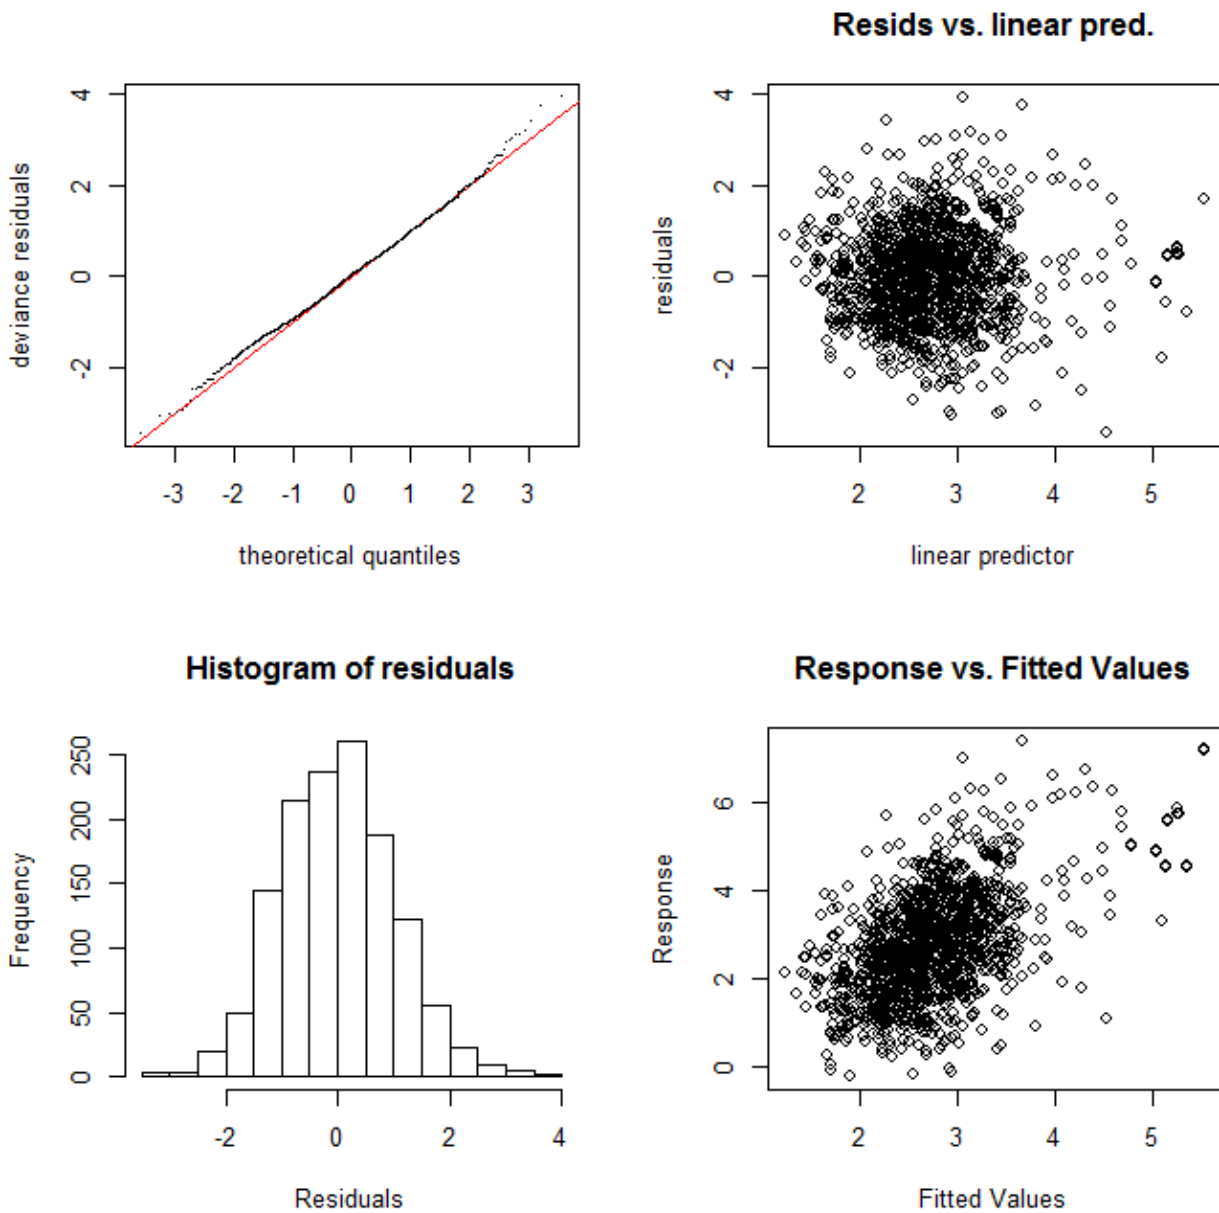 Resids vs. linear pred.
deviance residuals
-2 0 2 4
-3 -2 -1 0 1 2 3
theoretical quantiles
residuals
-2 0 2 4
2 3 4 5
linear predictor
Histogram of residuals
Frequency
0 50 100 150 200 250
-2 0 2 4
Residuals
Response vs. Fitted Values
Response
0 2 4 6
2 3 4 5
Fitted Values